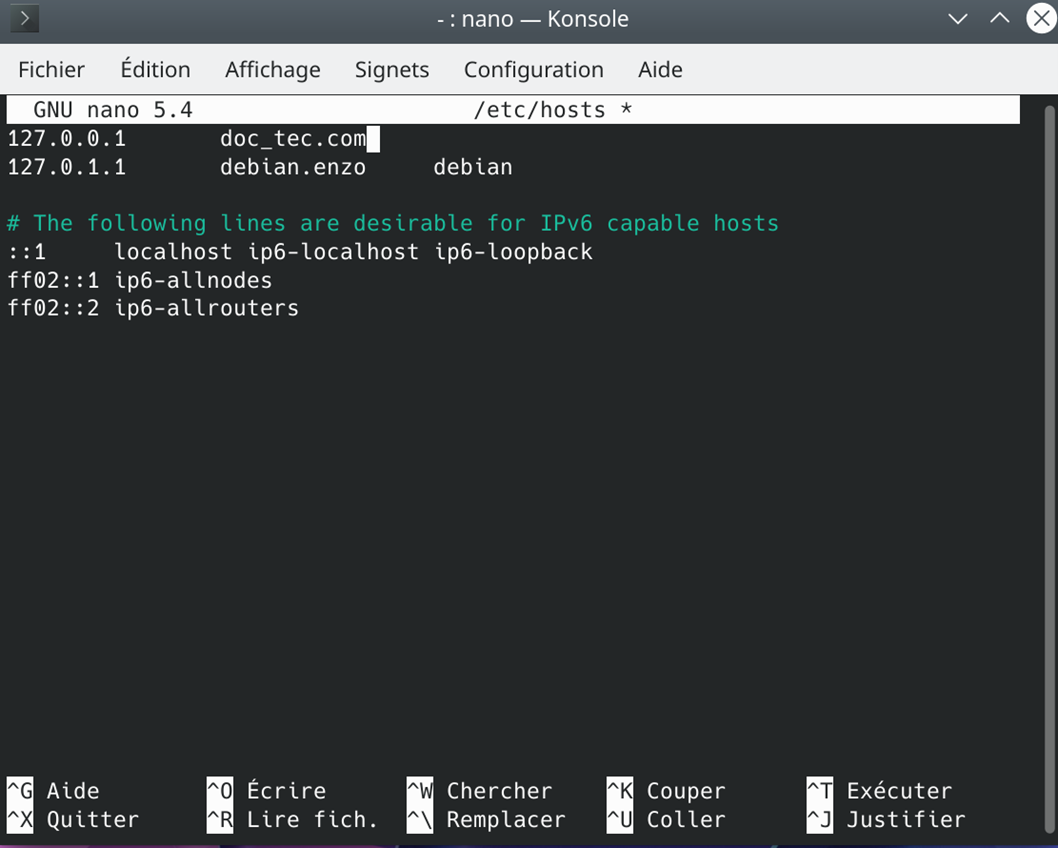 - : nano — Konsole
Fichier Édition Affichage Signets Configuration Aide
GNU nano 5.4 /etc/hosts *
127.0.0.1 doc_tec.com
127.0.1.1 debian.enzo debian
# The following lines are desirable for IPv6 capable hosts
::1 localhost ip6-localhost ip6-loopback
ff02::1 ip6-allnodes
ff02::2 ip6-allrouters
^G Aide ^O Écrire ^W Chercher ^K Couper ^T Exécuter
^X Quitter ^R Lire fich. ^\ Remplacer ^U Coller ^J Justifier